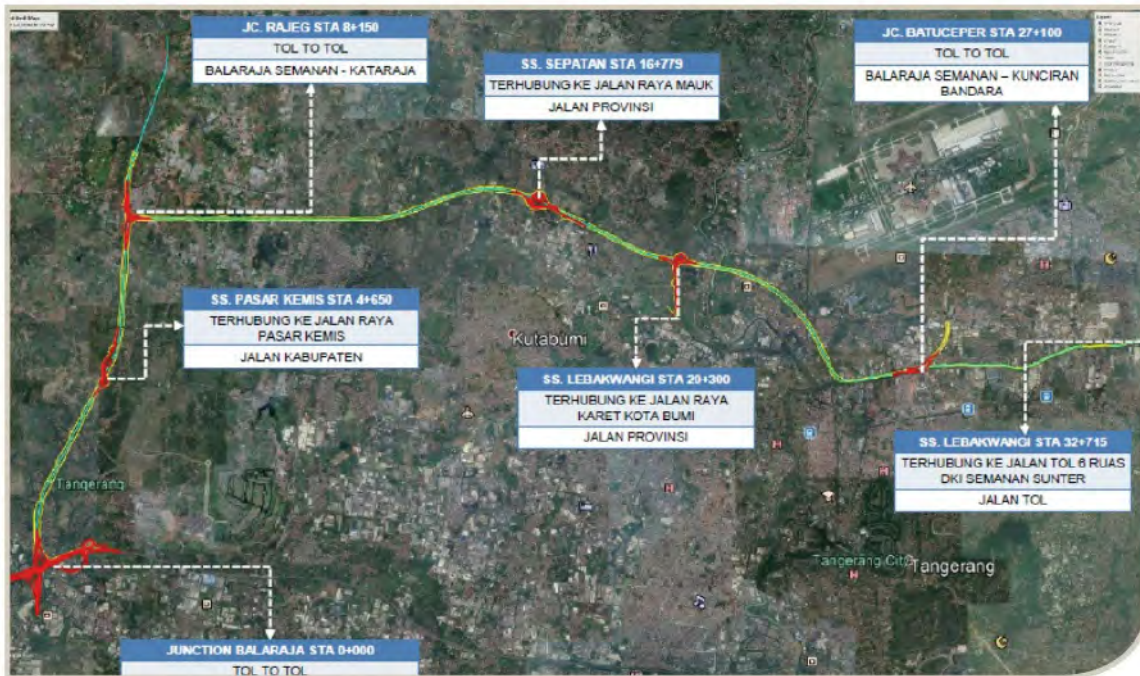 JC. RAJEG STA 8+150
TOL TO TOL
BALARAJA SEMANAN - KATARAJA
SS. SEPATAN STA 16+779
TERHUBUNG KE JALAN RAYA MAUK
JALAN PROVINSI
JC. BATUCEPER STA 27+100
TOL TO TOL
BALARAJA SEMANAN – KUNCIRAN
BANDARA
SS. PASAR KEMIS STA 4+650
TERHUBUNG KE JALAN RAYA
PASAR KEMIS
JALAN KABUPATEN
Kutabumi
SS. LEBAKWANGI STA 20+300
TERHUBUNG KE JALAN RAYA
KARET KOTA BUMI
JALAN PROVINSI
SS. LEBAKWANGI STA 32+715
TERHUBUNG KE JALAN TOL 6 RUAS
DKI SEMANAN SUNTER
JALAN TOL
Tangerang
Tangerang City
Tangerang
JUNCTION BALARAJA STA 0+000
TOL TO TOL